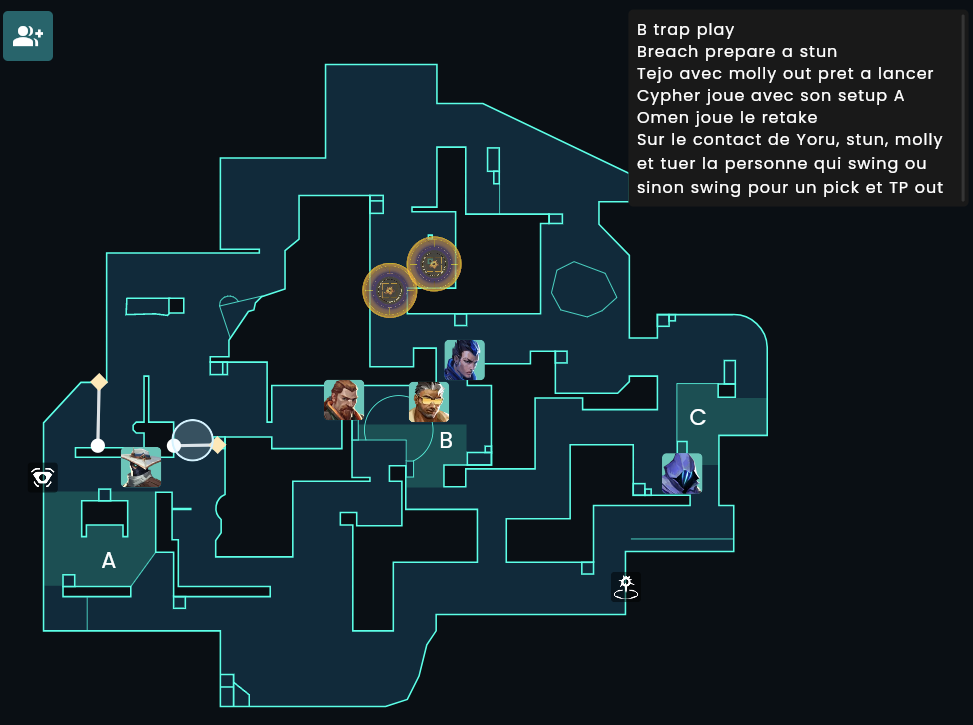 B trap play
Breach prepare a stun
Tejo avec molly out pret a lancer
Cypher joue avec son setup A
Omen joue le retake
Sur le contact de Yoru, stun, molly
et tuer la personne qui swing ou
sinon swing pour un pick et TP out
C
B
A